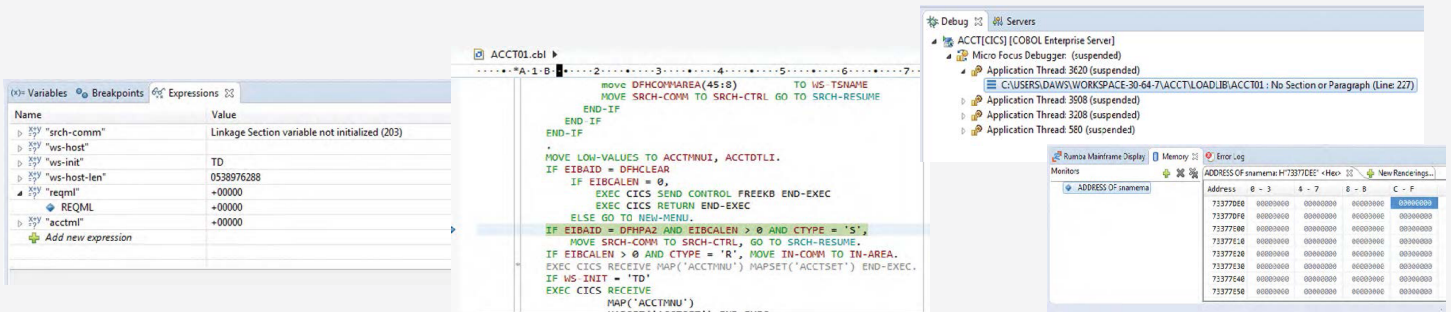 (x)= Variables Breakpoints Expressions
Name Value
"srch-comm" Linkage Section variable not initialized (203)
"ws-host"
"ws-init" TD
"ws-host-len" 0538976288
"reqml" +00000
REQML +00000
"acctml" +00000
Add new expression
ACCT01.cbl
move DFHCOMMAREA(45:8) TO WS-TSNAME
MOVE SRCH-COMM TO SRCH-CTRL GO TO SRCH-RESUME
END-IF
END-IF
END-IF
.
MOVE LOW-VALUES TO ACCTMNUI, ACCTDTLI.
IF EIBAID = DFHCLEAR
IF EIBCALEN = 0,
EXEC CICS SEND CONTROL FREEKB END-EXEC
EXEC CICS RETURN END-EXEC
ELSE GO TO NEW-MENU.
IF EIBAID = DFHPA2 AND EIBCALEN > 0 AND CTYPE = 'S',
MOVE SRCH-COMM TO SRCH-CTRL, GO TO SRCH-RESUME.
IF EIBCALEN > 0 AND CTYPE = 'R', MOVE IN-COMM TO IN-AREA.
EXEC CICS RECEIVE MAP('ACCTMNU') MAPSET('ACCTSET') END-EXEC.
IF WS-INIT = 'TD'
EXEC CICS RECEIVE
MAP('ACCTMNU')
Debug Servers
ACCT[CICS] [COBOL Enterprise Server]
Micro Focus Debugger: (suspended)
Application Thread: 3620 (suspended)
C:\USERS\DAWS\WORKSPACE-30-64-7\ACCT\LOADLIB\ACCT01 : No Section or Paragraph (Line: 227)
Application Thread: 3908 (suspended)
Application Thread: 3208 (suspended)
Application Thread: 580 (suspended)
Rumba Mainframe Display Memory Error Log
Monitors
ADDRESS OF snamema
ADDRESS OF snamema: H"73377DEE" <Hex> New Renderings...
Address 0 - 3 4 - 7 8 - B C - F
73377DE0 00000000 00000000 00000000 00000000
73377DF0 00000000 00000000 00000000 00000000
73377E00 00000000 00000000 00000000 00000000
73377E10 00000000 00000000 00000000 00000000
73377E20 00000000 00000000 00000000 00000000
73377E30 00000000 00000000 00000000 00000000
73377E40 00000000 00000000 00000000 00000000
73377E50 00000000 00000000 00000000 00000000